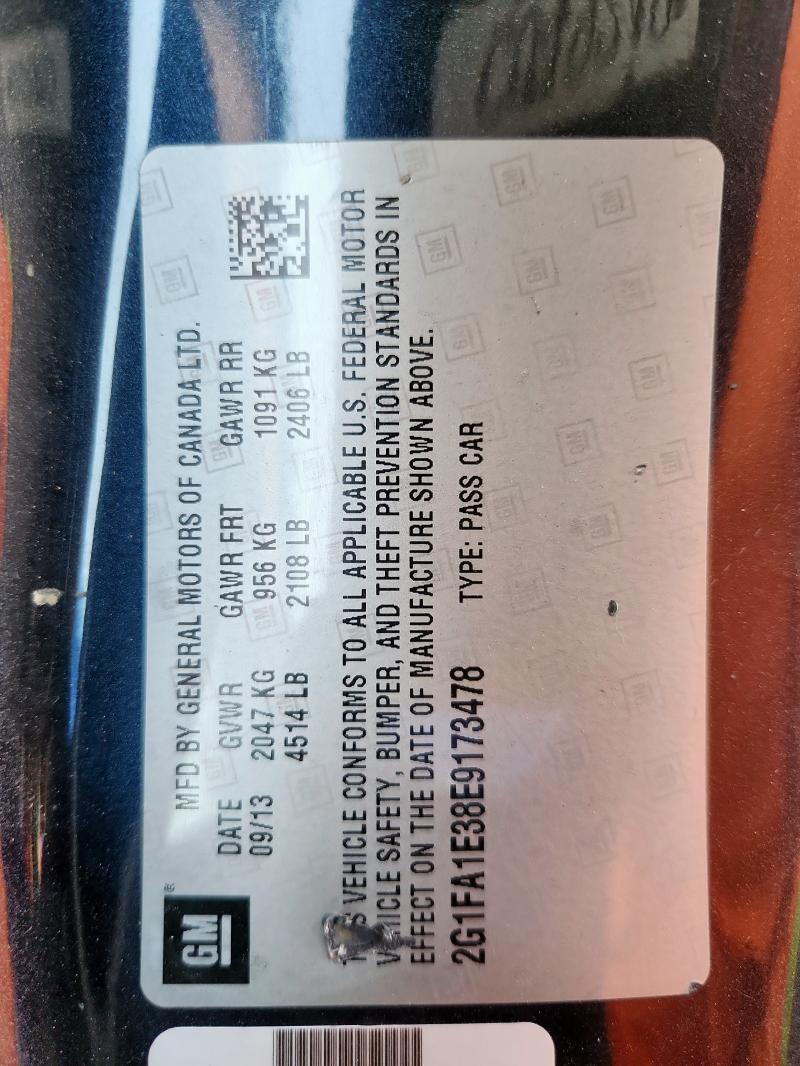 GM
MFD BY GENERAL MOTORS OF CANADA LTD.
DATE GVWR GAWR FRT GAWR RR
09/13 2047 KG 956 KG 1091 KG
4514 LB 2108 LB 2406 LB
VEHICLE CONFORMS TO ALL APPLICABLE U.S. FEDERAL MOTOR
VEHICLE SAFETY, BUMPER, AND THEFT PREVENTION STANDARDS IN
EFFECT ON THE DATE OF MANUFACTURE SHOWN ABOVE.
2G1FA1E38E9173478 TYPE: PASS CAR